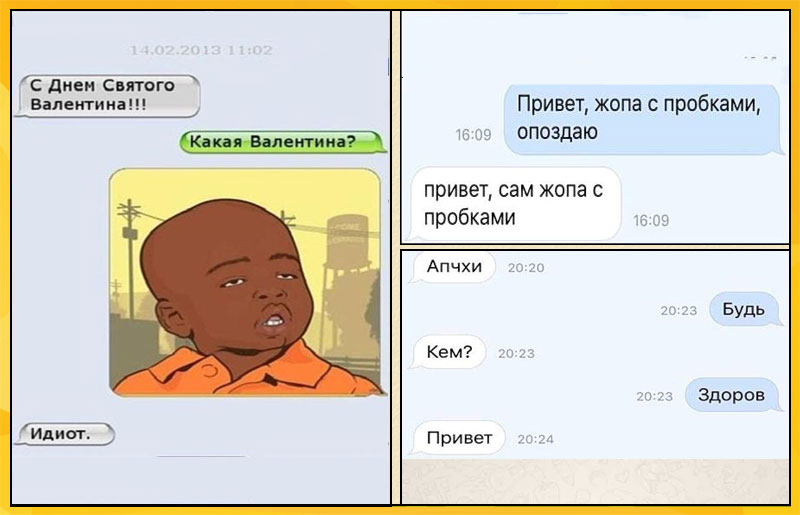 14.02.2013 11:02
С Днем Святого
Валентина!!!
Какая Валентина?
Идиот.
Привет, жопа с пробками,
опоздаю
16:09
привет, сам жопа с
пробками
16:09
Апчхи 20:20
20:23 Будь
Кем? 20:23
20:23 Здоров
Привет 20:24